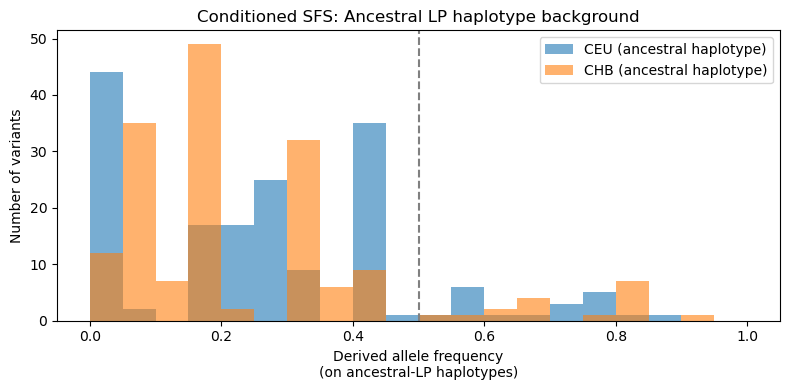 Conditioned SFS: Ancestral LP haplotype background
CEU (ancestral haplotype)
CHB (ancestral haplotype)
Number of variants
50
40
30
20
10
0
0.0 0.2 0.4 0.6 0.8 1.0
Derived allele frequency
(on ancestral-LP haplotypes)